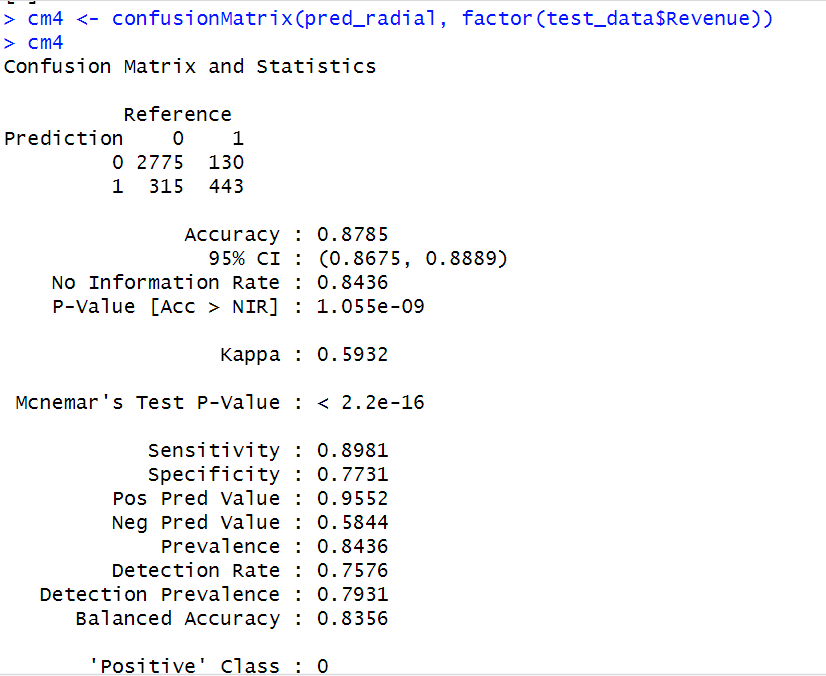 > cm4 <- confusionMatrix(pred_radial, factor(test_data$Revenue))
> cm4
Confusion Matrix and Statistics
Reference
Prediction 0 1
0 2775 130
1 315 443
Accuracy : 0.8785
95% CI : (0.8675, 0.8889)
No Information Rate : 0.8436
P-Value [Acc > NIR] : 1.055e-09
Kappa : 0.5932
Mcnemar's Test P-Value : < 2.2e-16
Sensitivity : 0.8981
Specificity : 0.7731
Pos Pred Value : 0.9552
Neg Pred Value : 0.5844
Prevalence : 0.8436
Detection Rate : 0.7576
Detection Prevalence : 0.7931
Balanced Accuracy : 0.8356
'Positive' Class : 0